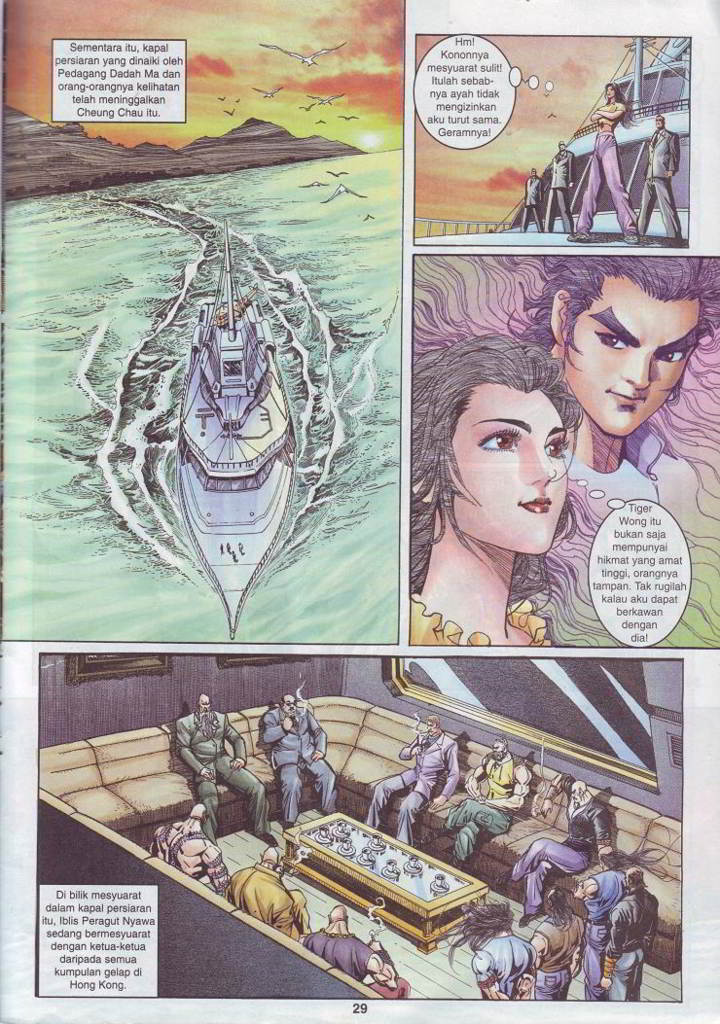 Sementara itu, kapal
persiaran yang dinaiki oleh
Pedagang Dadah Ma dan
orang-orangnya kelihatan
telah meninggalkan
Cheung Chau itu.
Hm!
Kononnya
mesyuarat sulit!
Itulah sebab-
nya ayah tidak
mengizinkan
aku turut sama.
Geramnya!
Tiger
Wong itu
bukan saja
mempunyai
hikmat yang amat
tinggi, orangnya
tampan. Tak rugilah
kalau aku dapat
berkawan
dengan
dia!
Di bilik mesyuarat
dalam kapal persiaran
itu, Iblis Peragut Nyawa
sedang bermesyuarat
dengan ketua-ketua
daripada semua
kumpulan gelap di
Hong Kong.
29